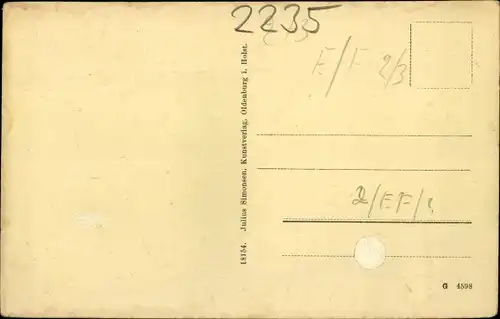 2235
E/F 2/3
18154. Julius Simonsen, Kunstverlag, Oldenburg i. Holst.
2/EF/1
G 4598